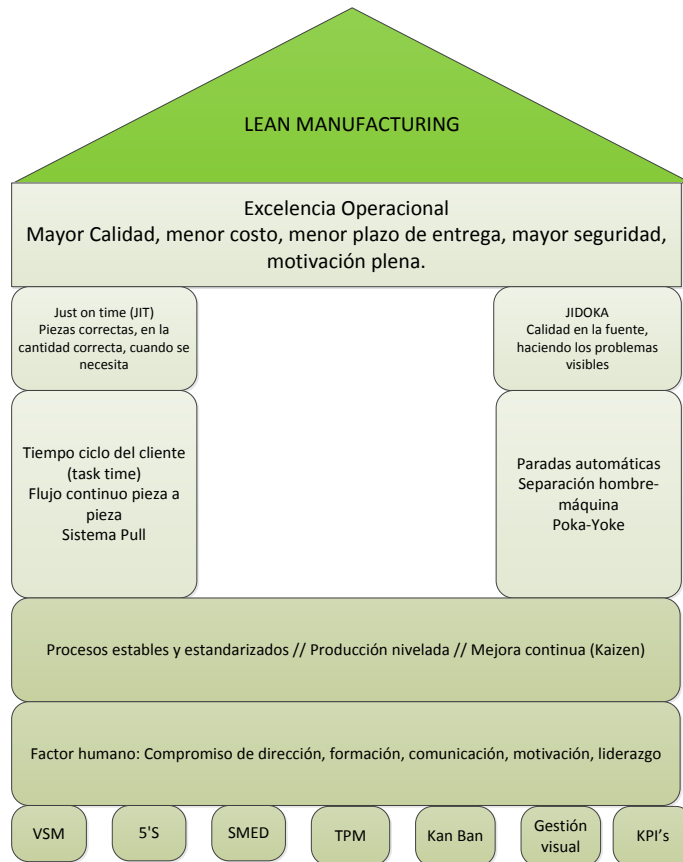 LEAN MANUFACTURING
Excelencia Operacional
Mayor Calidad, menor costo, menor plazo de entrega, mayor seguridad,
motivación plena.
Just on time (JIT)
Piezas correctas, en la
cantidad correcta, cuando se
necesita
JIDOKA
Calidad en la fuente,
haciendo los problemas
visibles
Tiempo ciclo del cliente
(task time)
Flujo continuo pieza a
pieza
Sistema Pull
Paradas automáticas
Separación hombre-
máquina
Poka-Yoke
Procesos estables y estandarizados // Producción nivelada // Mejora continua (Kaizen)
Factor humano: Compromiso de dirección, formación, comunicación, motivación, liderazgo
VSM
5'S
SMED
TPM
Kan Ban
Gestión
visual
KPI’s